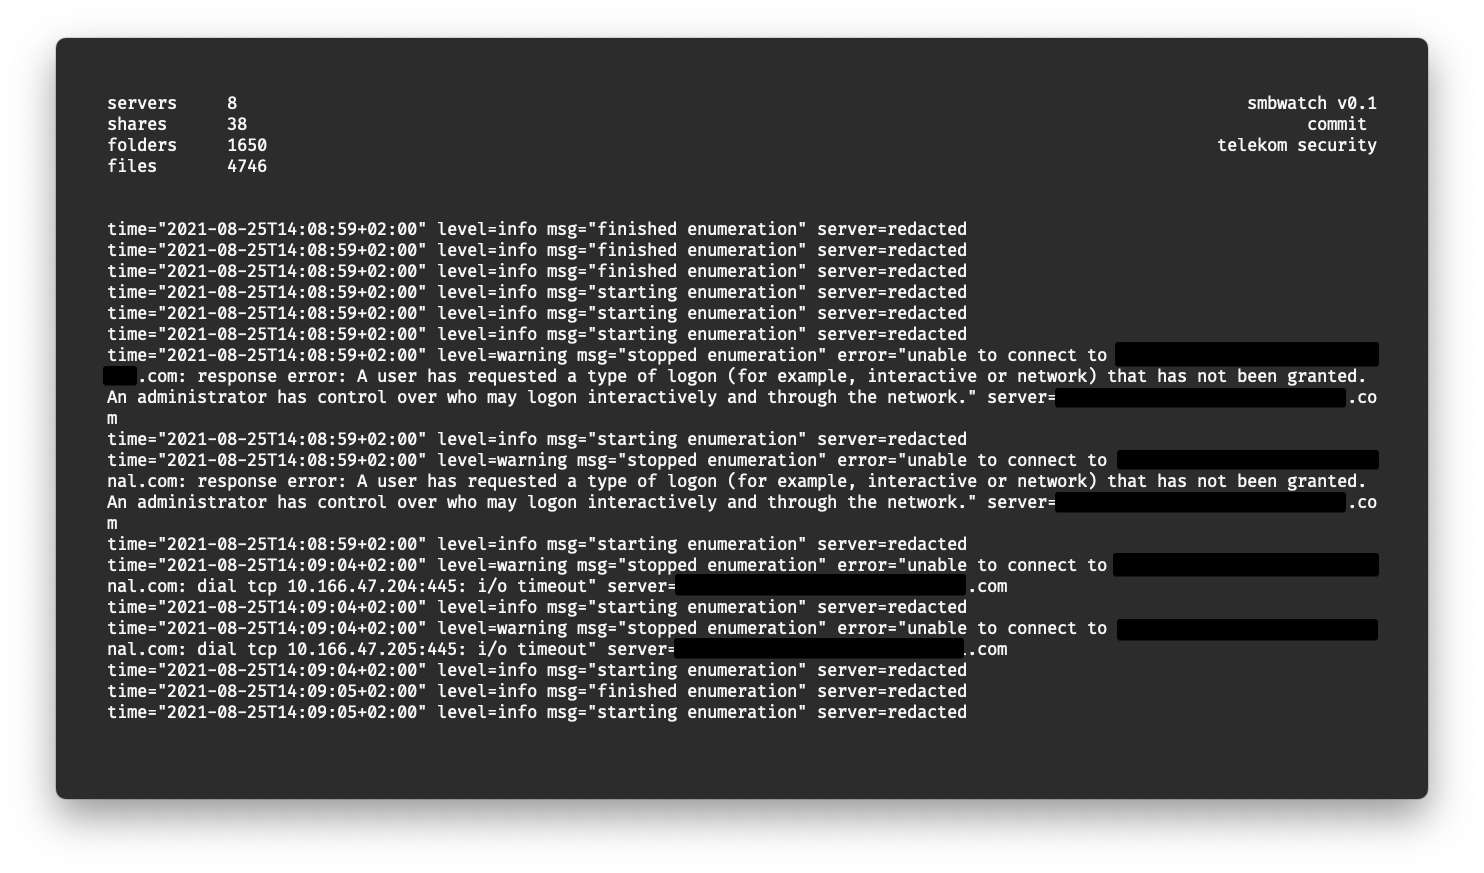 servers 8 smbwatch v0.1
shares 38 commit
folders 1650 telekom security
files 4746
time="2021-08-25T14:08:59+02:00" level=info msg="finished enumeration" server=redacted
time="2021-08-25T14:08:59+02:00" level=info msg="finished enumeration" server=redacted
time="2021-08-25T14:08:59+02:00" level=info msg="finished enumeration" server=redacted
time="2021-08-25T14:08:59+02:00" level=info msg="starting enumeration" server=redacted
time="2021-08-25T14:08:59+02:00" level=info msg="starting enumeration" server=redacted
time="2021-08-25T14:08:59+02:00" level=info msg="starting enumeration" server=redacted
time="2021-08-25T14:08:59+02:00" level=warning msg="stopped enumeration" error="unable to connect to
.com: response error: A user has requested a type of logon (for example, interactive or network) that has not been granted.
An administrator has control over who may logon interactively and through the network." server= .co
m
time="2021-08-25T14:08:59+02:00" level=info msg="starting enumeration" server=redacted
time="2021-08-25T14:08:59+02:00" level=warning msg="stopped enumeration" error="unable to connect to
nal.com: response error: A user has requested a type of logon (for example, interactive or network) that has not been granted.
An administrator has control over who may logon interactively and through the network." server= .co
m
time="2021-08-25T14:08:59+02:00" level=info msg="starting enumeration" server=redacted
time="2021-08-25T14:09:04+02:00" level=warning msg="stopped enumeration" error="unable to connect to
nal.com: dial tcp 10.166.47.204:445: i/o timeout" server= .com
time="2021-08-25T14:09:04+02:00" level=info msg="starting enumeration" server=redacted
time="2021-08-25T14:09:04+02:00" level=warning msg="stopped enumeration" error="unable to connect to
nal.com: dial tcp 10.166.47.205:445: i/o timeout" server= .com
time="2021-08-25T14:09:04+02:00" level=info msg="starting enumeration" server=redacted
time="2021-08-25T14:09:05+02:00" level=info msg="finished enumeration" server=redacted
time="2021-08-25T14:09:05+02:00" level=info msg="starting enumeration" server=redacted